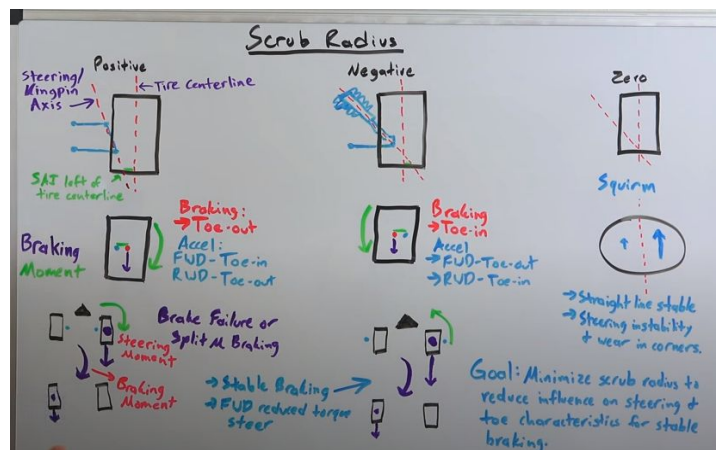 Scrub Radius
Positive
Steering/
Kingpin
Axis
Tire Centerline
SAI left of
tire centerline
Braking
Moment
Braking:
→ Toe-out
Accel:
FWD-Toe-in
RWD-Toe-out
Brake Failure or
Split μ Braking
Steering
Moment
Braking
Moment
Negative
Braking
→ Toe-in
Accel
→ FWD-Toe-out
→ RWD-Toe-in
→ Stable Braking
→ FWD reduced torque
steer
Zero
Squirm
→ Straight line stable
→ Steering instability
+ wear in corners.
Goal: Minimize scrub radius to
reduce influence on steering &
toe characteristics for stable
braking.